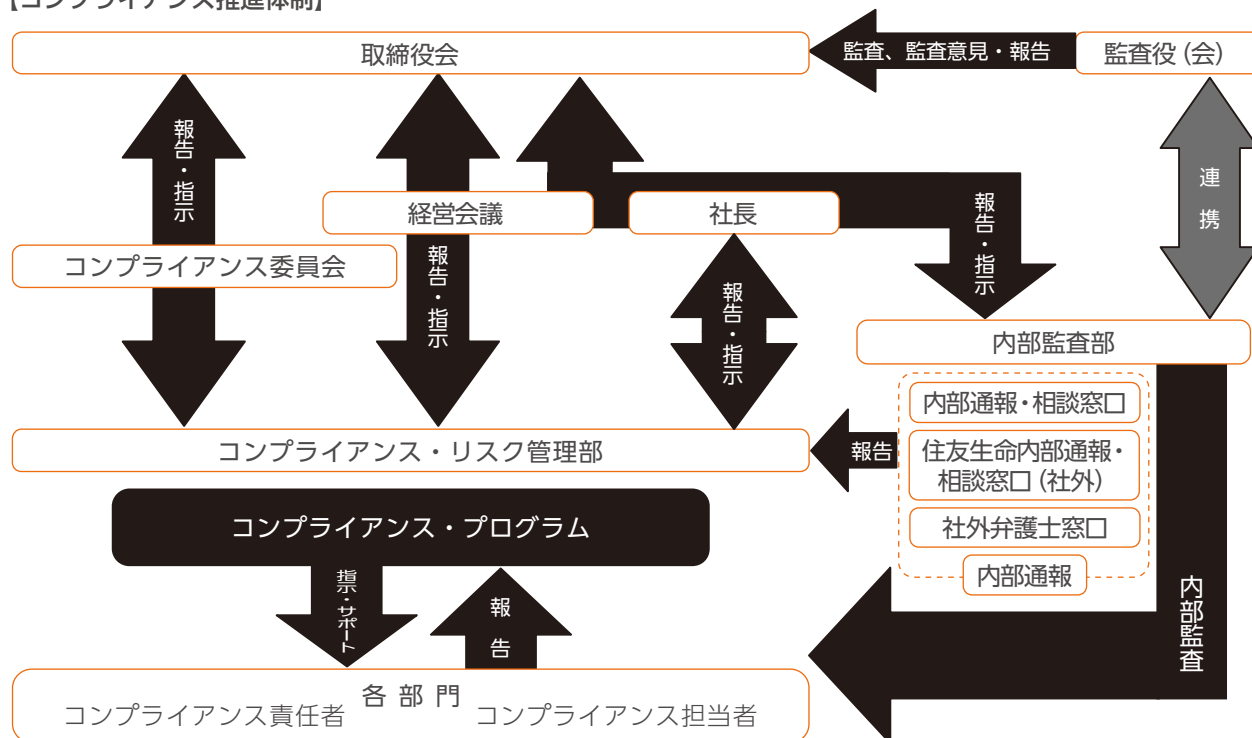 【コンプライアンス推進体制】
取締役会
監査、監査意見・報告
監査役（会）
報告・指示
経営会議
社長
報告・指示
連携
コンプライアンス委員会
報告・指示
報告・指示
内部監査部
内部通報・相談窓口
コンプライアンス・リスク管理部
報告
住友生命内部通報・
相談窓口（社外）
コンプライアンス・プログラム
社外弁護士窓口
内部通報
指示・サポート
報告
内部監査
各部門
コンプライアンス責任者
コンプライアンス担当者